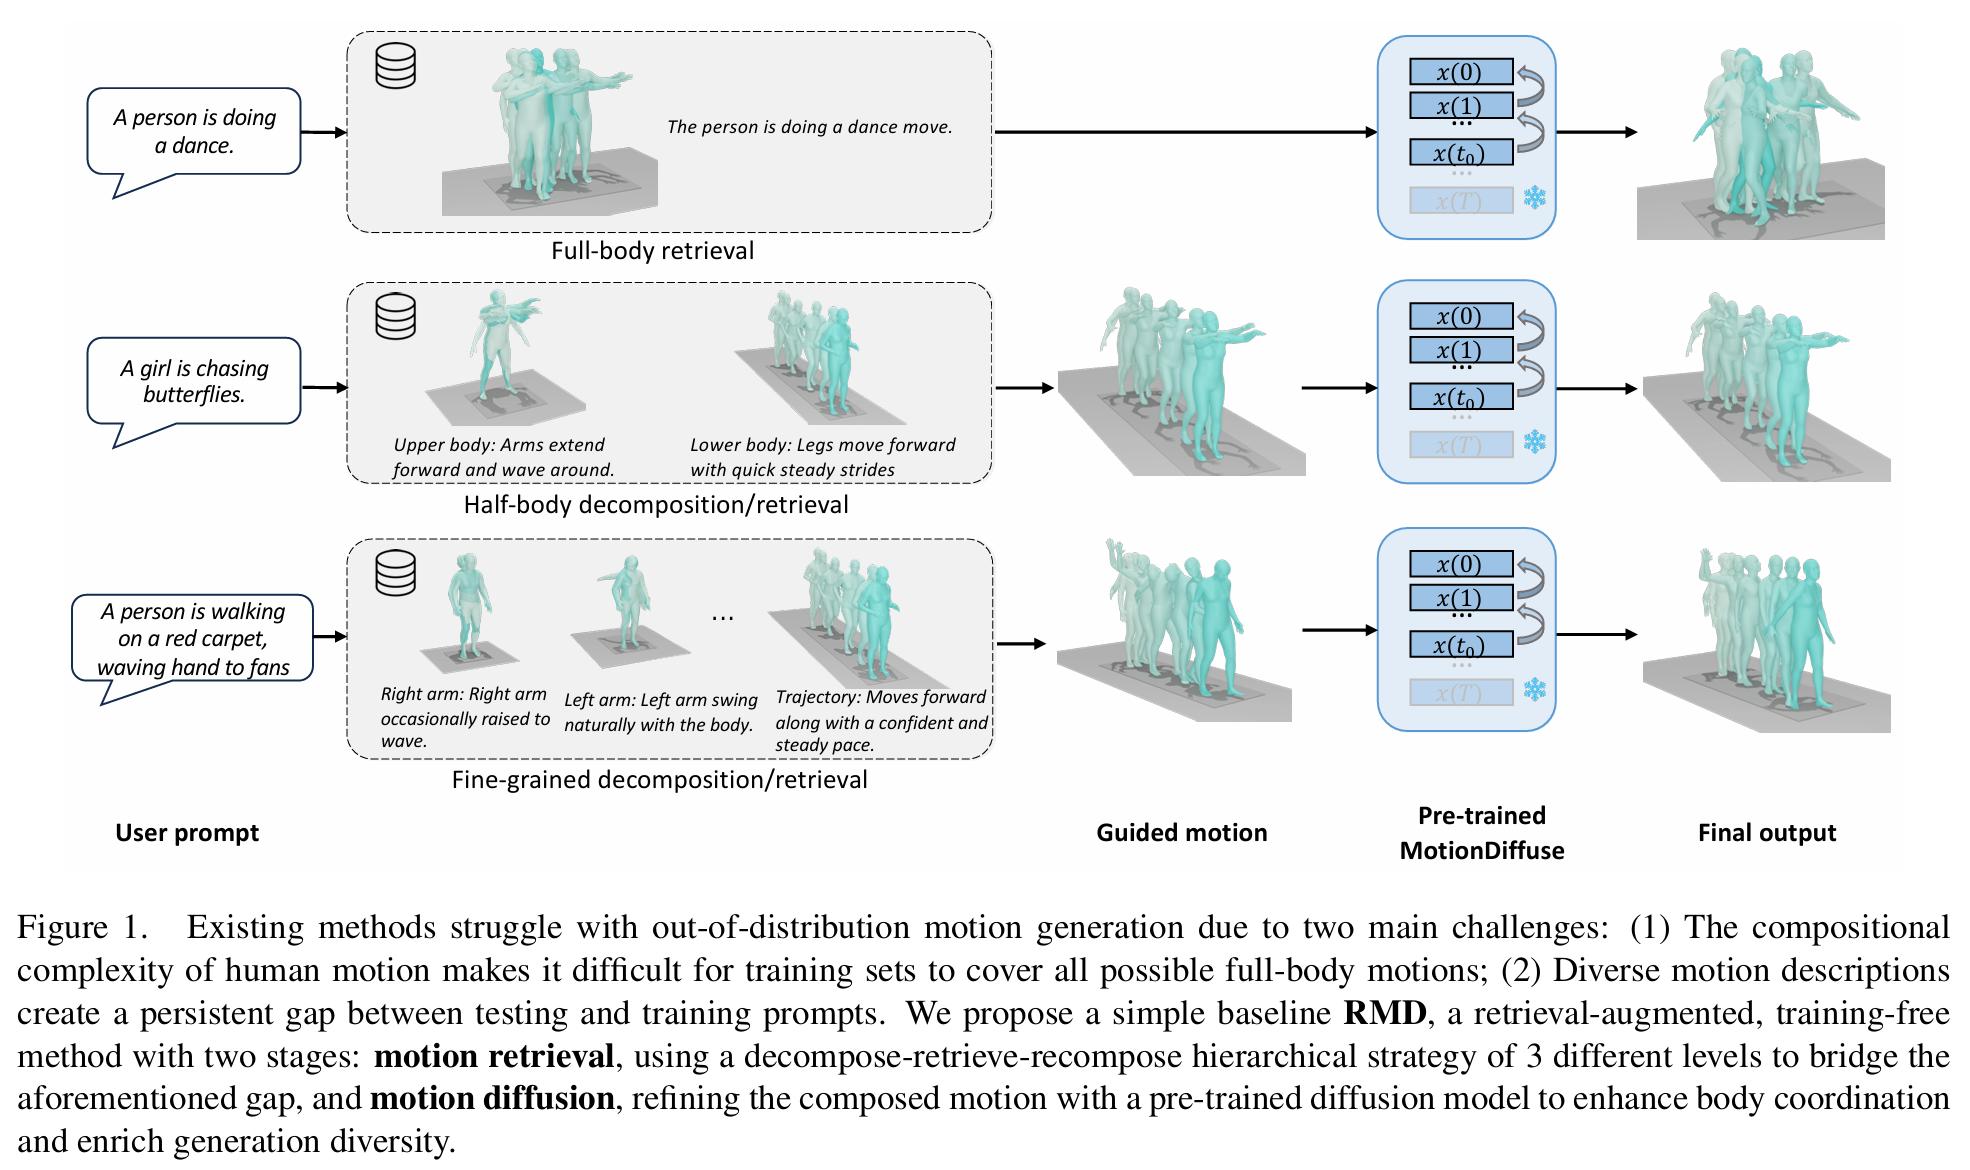 A person is doing
a dance.
The person is doing a dance move.
x(0)
x(1)
...
x(t₀)
...
x(T)
Full-body retrieval
A girl is chasing
butterflies.
Upper body: Arms extend
forward and wave around.
Lower body: Legs move forward
with quick steady strides
x(0)
x(1)
...
x(t₀)
...
x(T)
Half-body decomposition/retrieval
A person is walking
on a red carpet,
waving hand to fans
...
Right arm: Right arm
occasionally raised to
wave.
Left arm: Left arm swing
naturally with the body.
Trajectory: Moves forward
along with a confident and
steady pace.
x(0)
x(1)
...
x(t₀)
...
x(T)
Fine-grained decomposition/retrieval
User prompt
Guided motion
Pre-trained
MotionDiffuse
Final output
Figure 1. Existing methods struggle with out-of-distribution motion generation due to two main challenges: (1) The compositional
complexity of human motion makes it difficult for training sets to cover all possible full-body motions; (2) Diverse motion descriptions
create a persistent gap between testing and training prompts. We propose a simple baseline RMD, a retrieval-augmented, training-free
method with two stages: motion retrieval, using a decompose-retrieve-recompose hierarchical strategy of 3 different levels to bridge the
aforementioned gap, and motion diffusion, refining the composed motion with a pre-trained diffusion model to enhance body coordination
and enrich generation diversity.